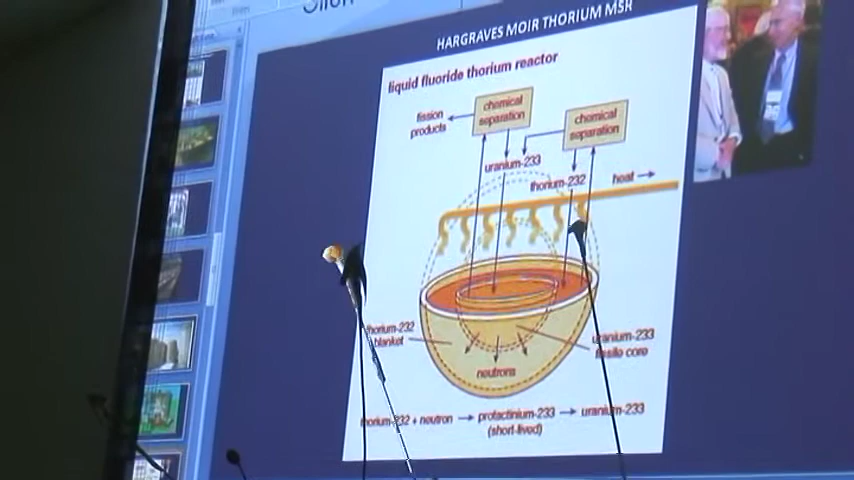 HARGRAVES MOIR THORIUM MSR
liquid fluoride thorium reactor
chemical
separation
fission
products
chemical
separation
uranium-233
thorium-232
heat
thorium-232
blanket
uranium-233
fissile core
neutrons
thorium-232 + neutron → protactinium-233 → uranium-233
(short-lived)